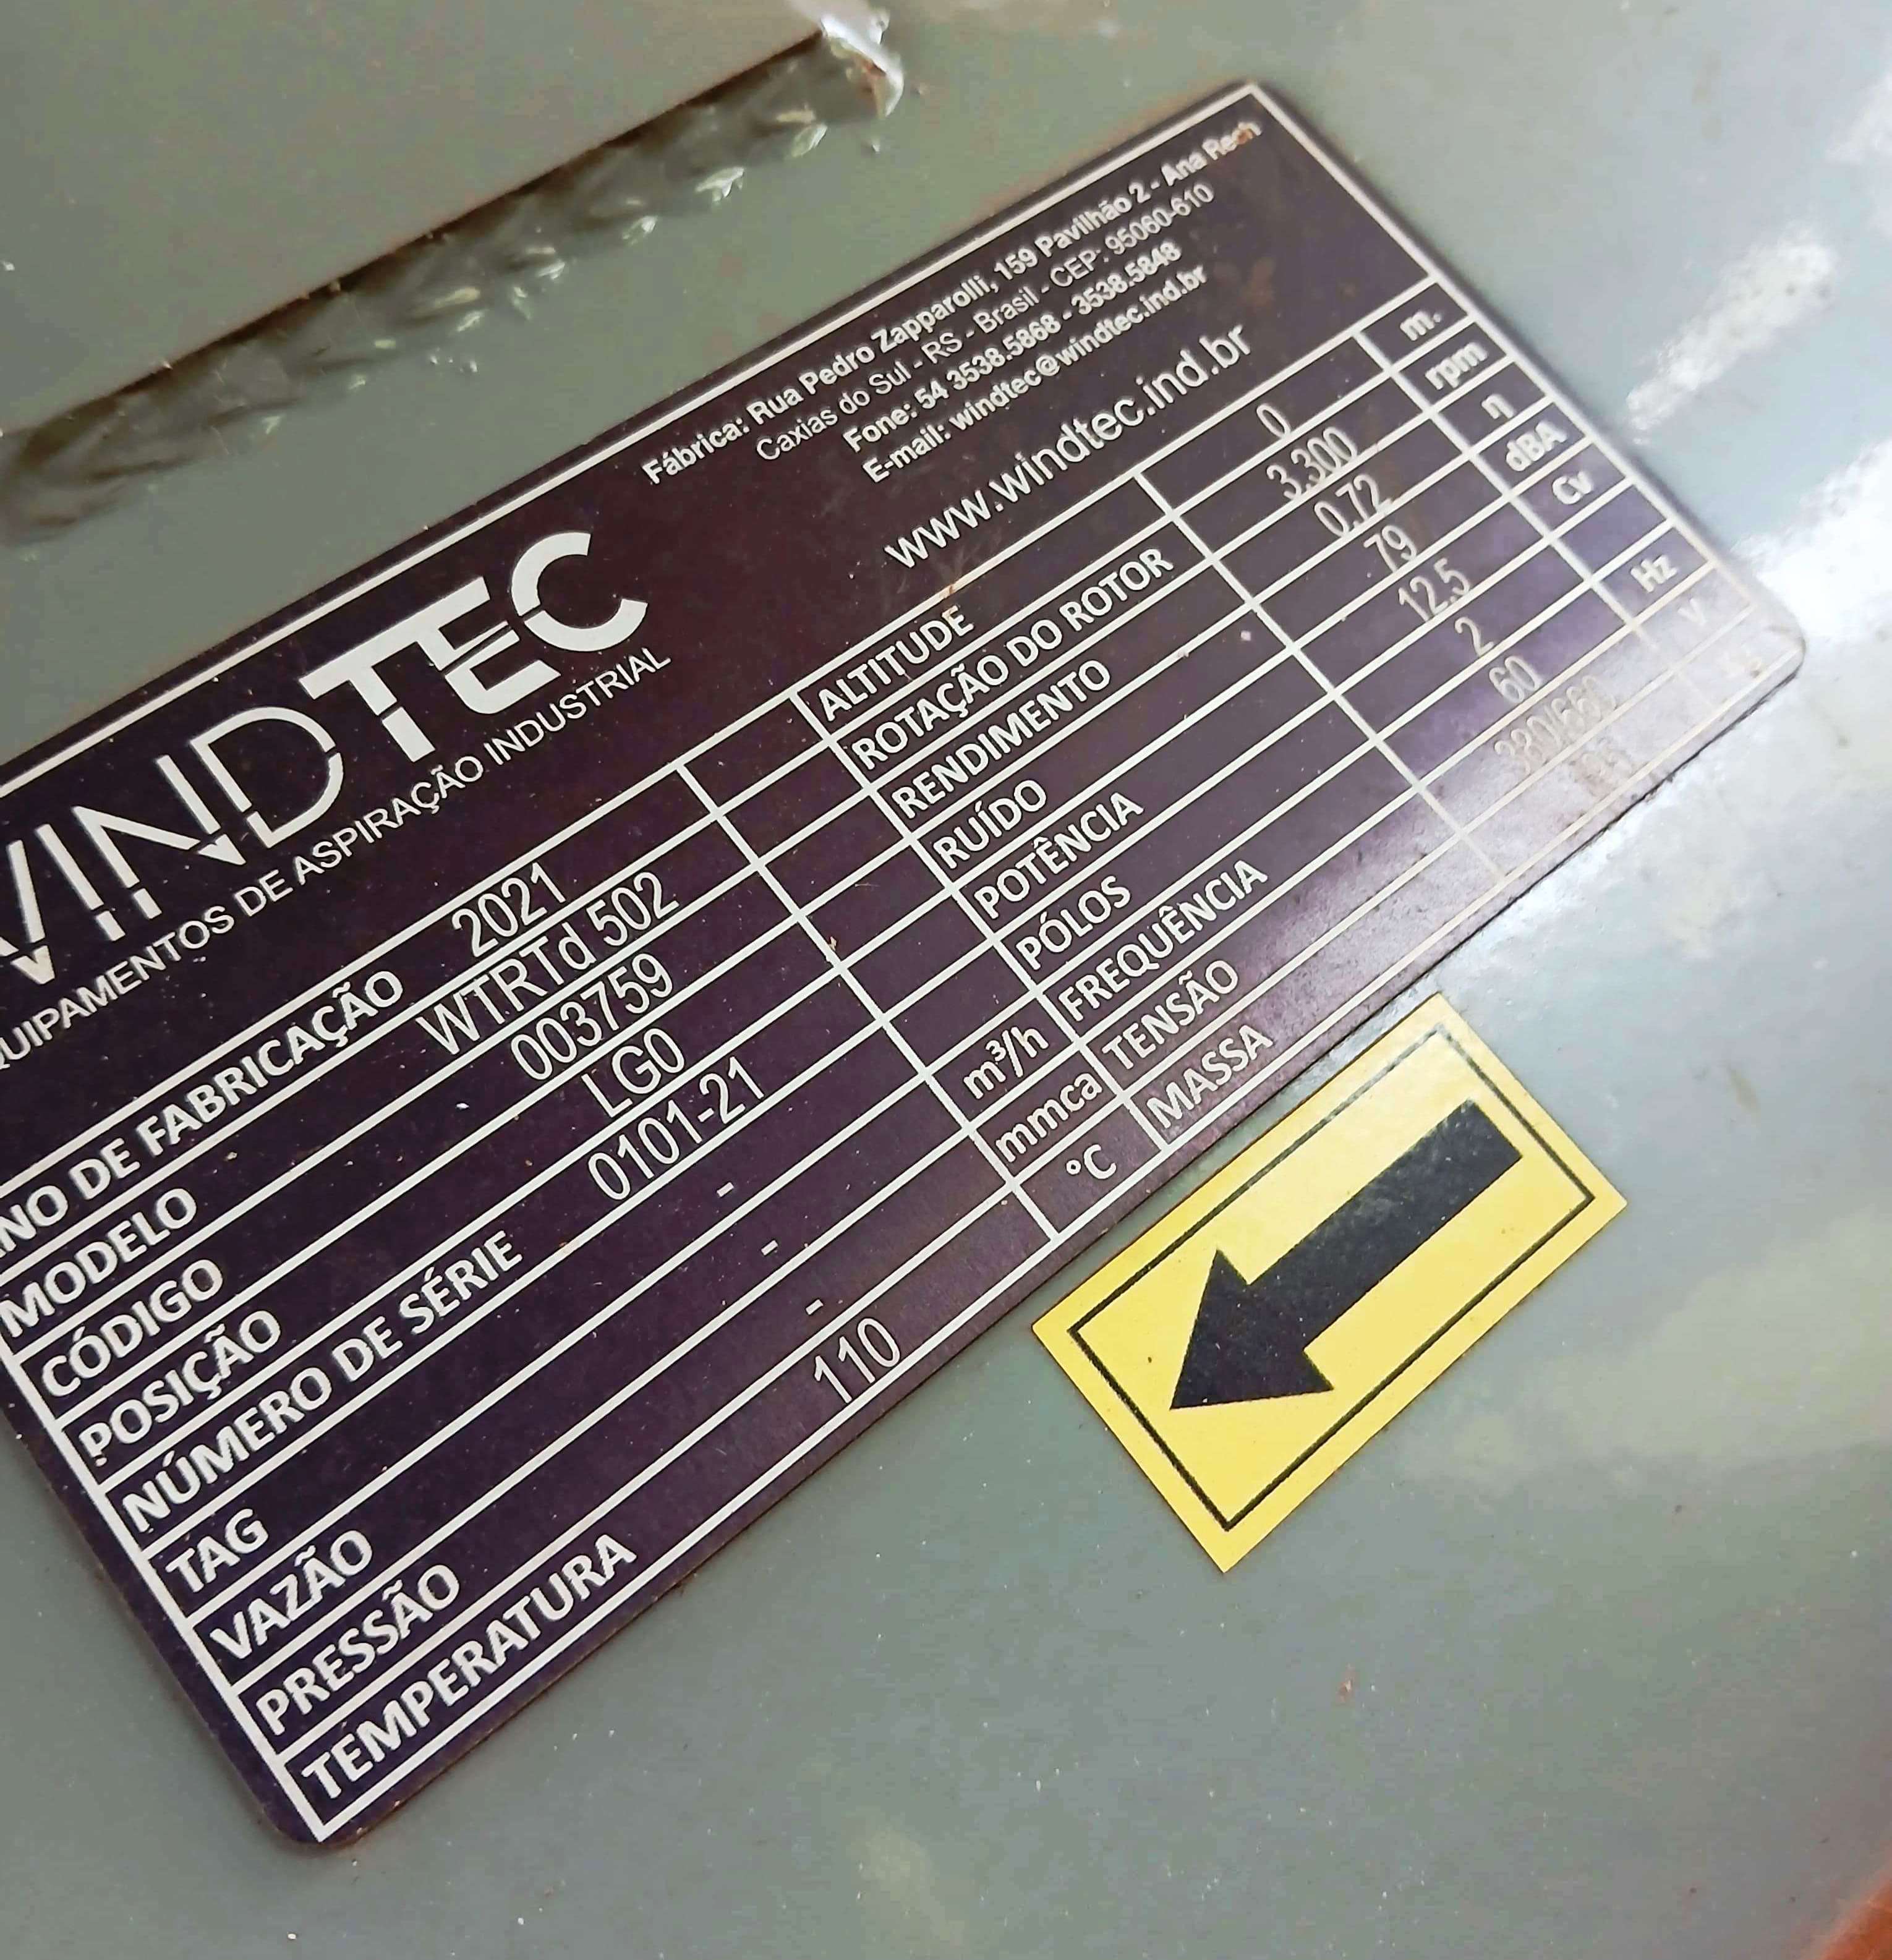 VINDTEC
QUIPAMENTOS DE ASPIRAÇÃO INDUSTRIAL
Fábrica: Rua Pedro Zapparolli, 159 Pavilhão 2 - Ana Rech
Caxias do Sul - RS - Brasil - CEP: 95060-610
Fone: 54 3538.5868 - 3538.5848
E-mail: windtec@windtec.ind.br
www.windtec.ind.br
NO DE FABRICAÇÃO 2021
MODELO WTRTd 502
CÓDIGO 003759
POSIÇÃO LG0
NÚMERO DE SÉRIE 0101-21
TAG -
VAZÃO - m³/h
PRESSÃO - mmca
TEMPERATURA 110 °C
ALTITUDE 0 m.
ROTAÇÃO DO ROTOR 3.300 rpm
RENDIMENTO 0.72 η
RUÍDO 79 dBA
POTÊNCIA 12.5 Cv
PÓLOS 2
FREQUÊNCIA 60 Hz
TENSÃO 380/660 V
MASSA